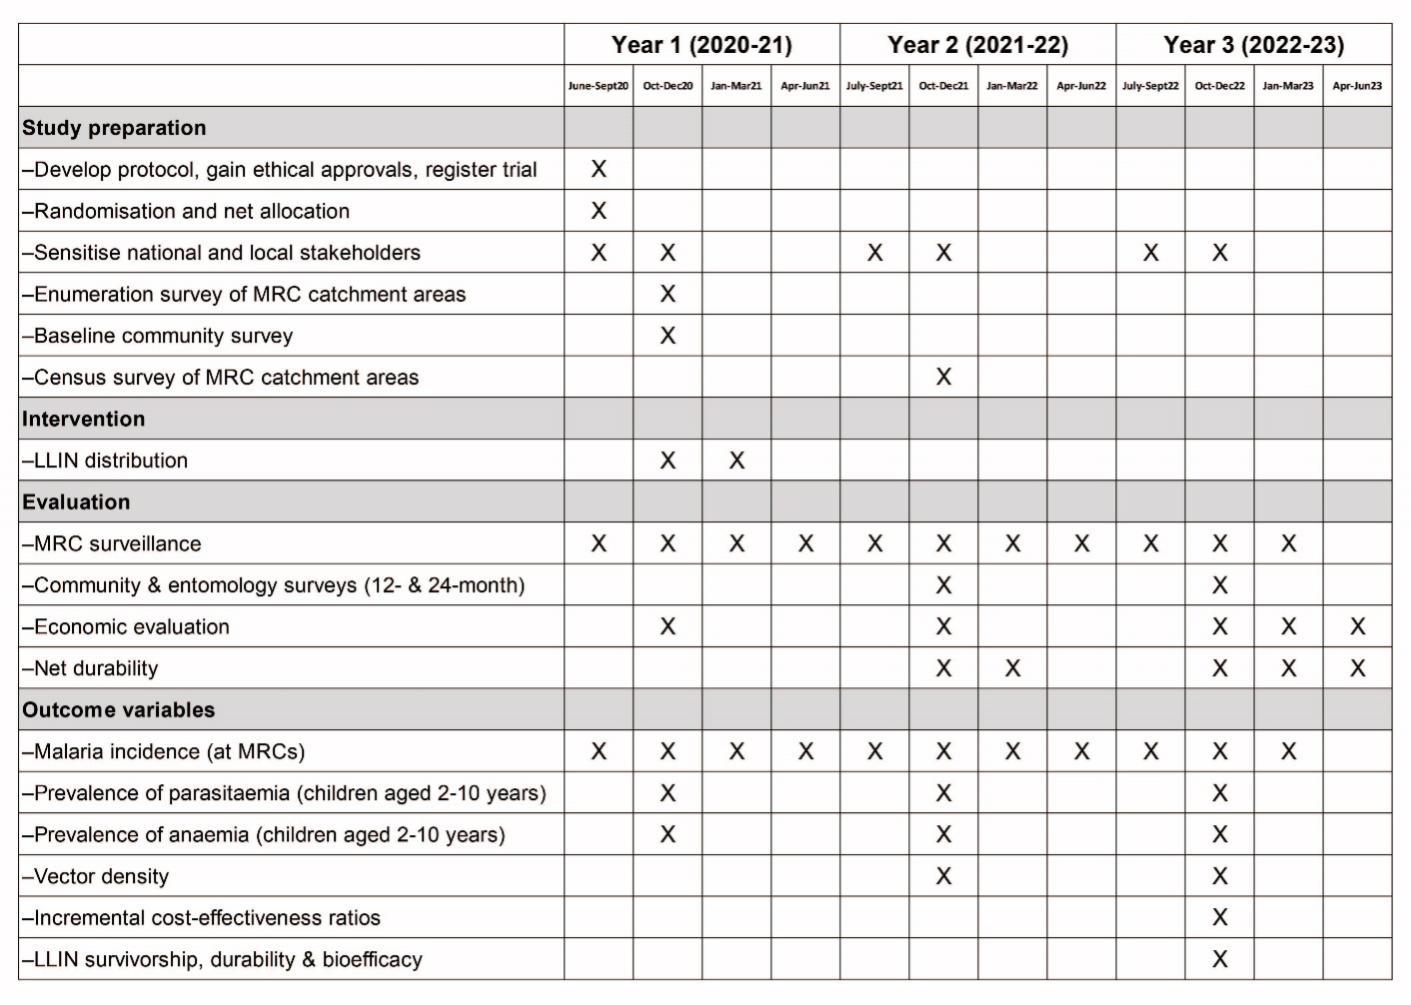 Year 1 (2020-21) Year 2 (2021-22) Year 3 (2022-23)
June-Sept20 Oct-Dec20 Jan-Mar21 Apr-Jun21 July-Sept21 Oct-Dec21 Jan-Mar22 Apr-Jun22 July-Sept22 Oct-Dec22 Jan-Mar23 Apr-Jun23
Study preparation
–Develop protocol, gain ethical approvals, register trial X
–Randomisation and net allocation X
–Sensitise national and local stakeholders X X X X X X
–Enumeration survey of MRC catchment areas X
–Baseline community survey X
–Census survey of MRC catchment areas X
Intervention
–LLIN distribution X X
Evaluation
–MRC surveillance X X X X X X X X X X X
–Community & entomology surveys (12- & 24-month) X X
–Economic evaluation X X X X X
–Net durability X X X X X
Outcome variables
–Malaria incidence (at MRCs) X X X X X X X X X X X
–Prevalence of parasitaemia (children aged 2-10 years) X X X
–Prevalence of anaemia (children aged 2-10 years) X X X
–Vector density X X
–Incremental cost-effectiveness ratios X
–LLIN survivorship, durability & bioefficacy X